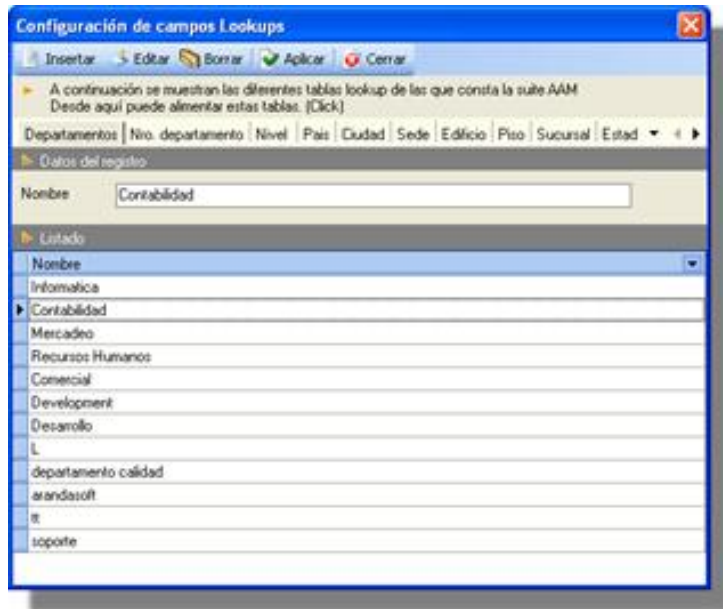 Configuración de campos Lookups
Insertar Editar Borrar Aplicar Cerrar
A continuación se muestran las diferentes tablas lookup de las que consta la suite AAM
Desde aquí puede alimentar estas tablas. (Click)
Departamentos Nro. departamento Nivel Pais Ciudad Sede Edificio Piso Sucursal Estad
Datos del registro
Nombre Contabilidad
Listado
Nombre
Informatica
Contabilidad
Mercadeo
Recursos Humanos
Comercial
Development
Desarrollo
L
departamento calidad
arandasoft
tt
soporte